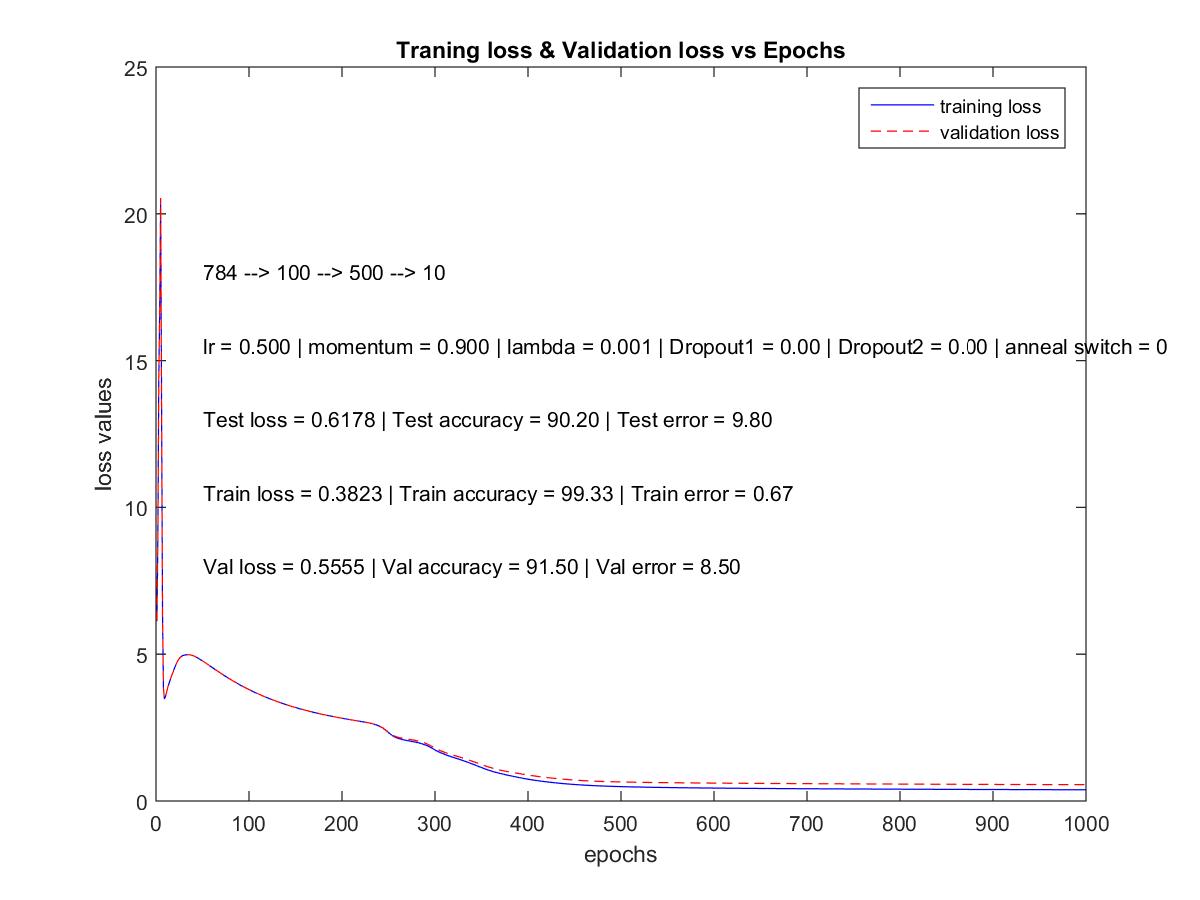 Traning loss & Validation loss vs Epochs
25
training loss
validation loss
20
784 --> 100 --> 500 --> 10
15
lr = 0.500 | momentum = 0.900 | lambda = 0.001 | Dropout1 = 0.00 | Dropout2 = 0.00 | anneal switch = 0
Test loss = 0.6178 | Test accuracy = 90.20 | Test error = 9.80
loss values
Train loss = 0.3823 | Train accuracy = 99.33 | Train error = 0.67
10
Val loss = 0.5555 | Val accuracy = 91.50 | Val error = 8.50
5
0
0 100 200 300 400 500 600 700 800 900 1000
epochs